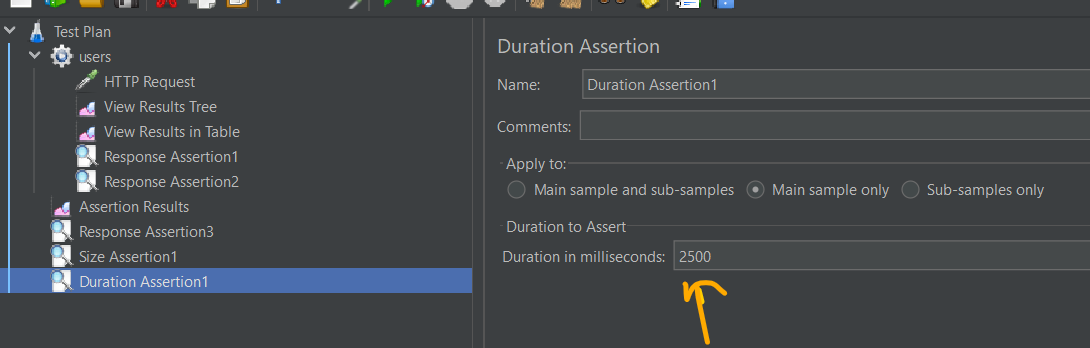 Test Plan
users
HTTP Request
View Results Tree
View Results in Table
Response Assertion1
Response Assertion2
Assertion Results
Response Assertion3
Size Assertion1
Duration Assertion1
Duration Assertion
Name: Duration Assertion1
Comments:
Apply to:
Main sample and sub-samples Main sample only Sub-samples only
Duration to Assert
Duration in milliseconds: 2500